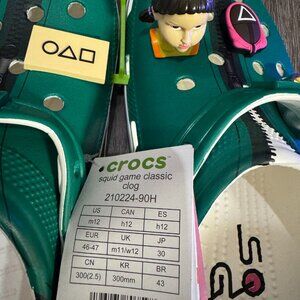 crocs
squid game classic
clog
210224-90H
US CAN ES
m12 h12 h12
EUR UK JP
46-47 m11/w12 30
CN KR BR
300(2.5) 300mm 43